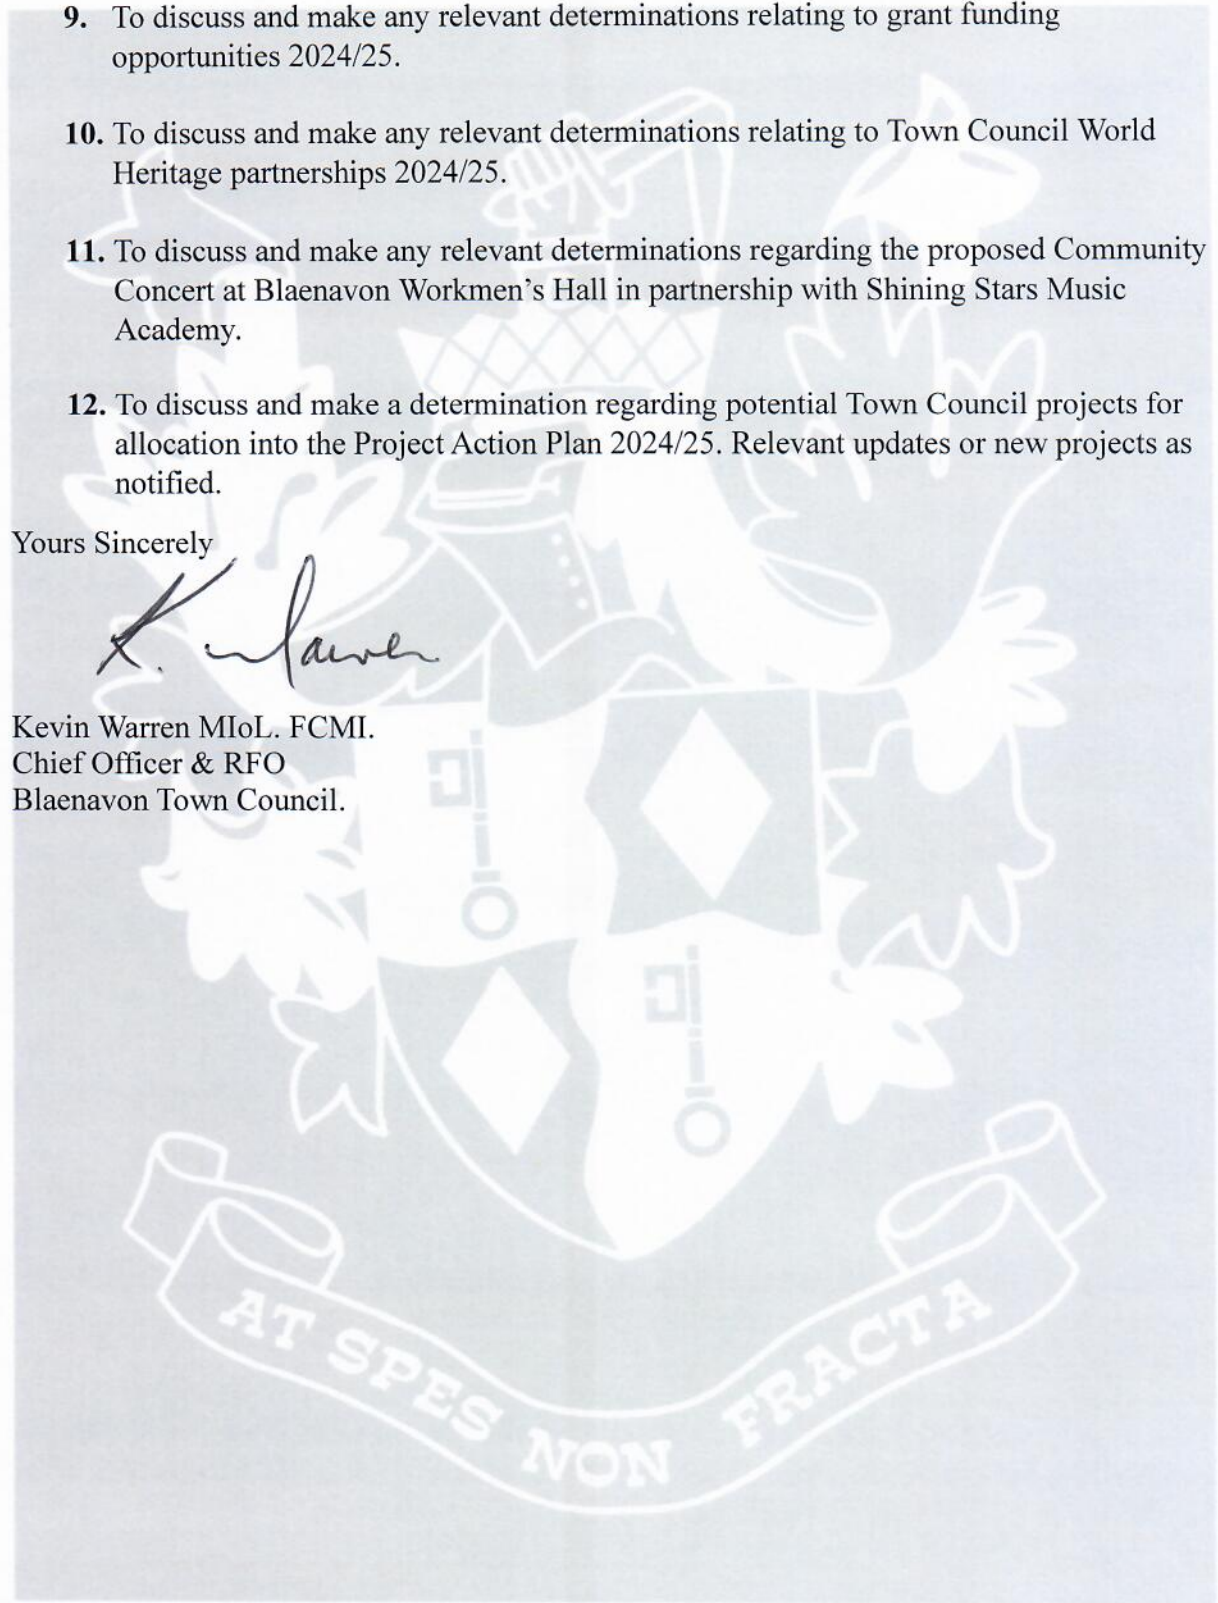 9. To discuss and make any relevant determinations relating to grant funding
opportunities 2024/25.
10. To discuss and make any relevant determinations relating to Town Council World
Heritage partnerships 2024/25.
11. To discuss and make any relevant determinations regarding the proposed Community
Concert at Blaenavon Workmen’s Hall in partnership with Shining Stars Music
Academy.
12. To discuss and make a determination regarding potential Town Council projects for
allocation into the Project Action Plan 2024/25. Relevant updates or new projects as
notified.
Yours Sincerely
K. Warren
Kevin Warren MIoL. FCMI.
Chief Officer & RFO
Blaenavon Town Council.
AT SPES NON FRACTA